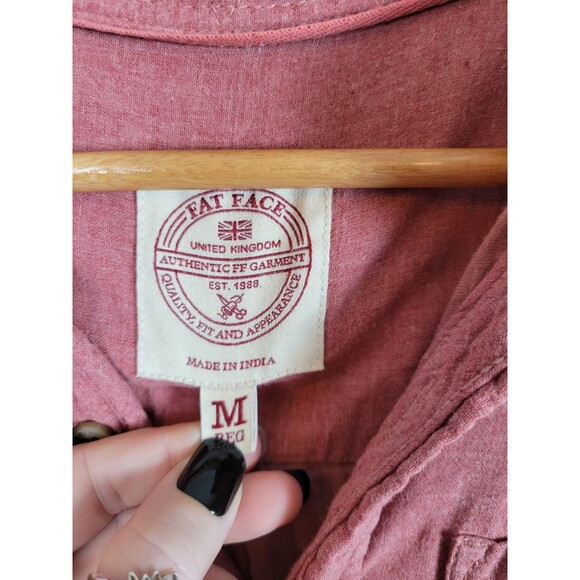 FAT FACE
UNITED KINGDOM
AUTHENTIC FF GARMENT
EST. 1988
QUALITY, FIT AND APPEARANCE
MADE IN INDIA
M
REG